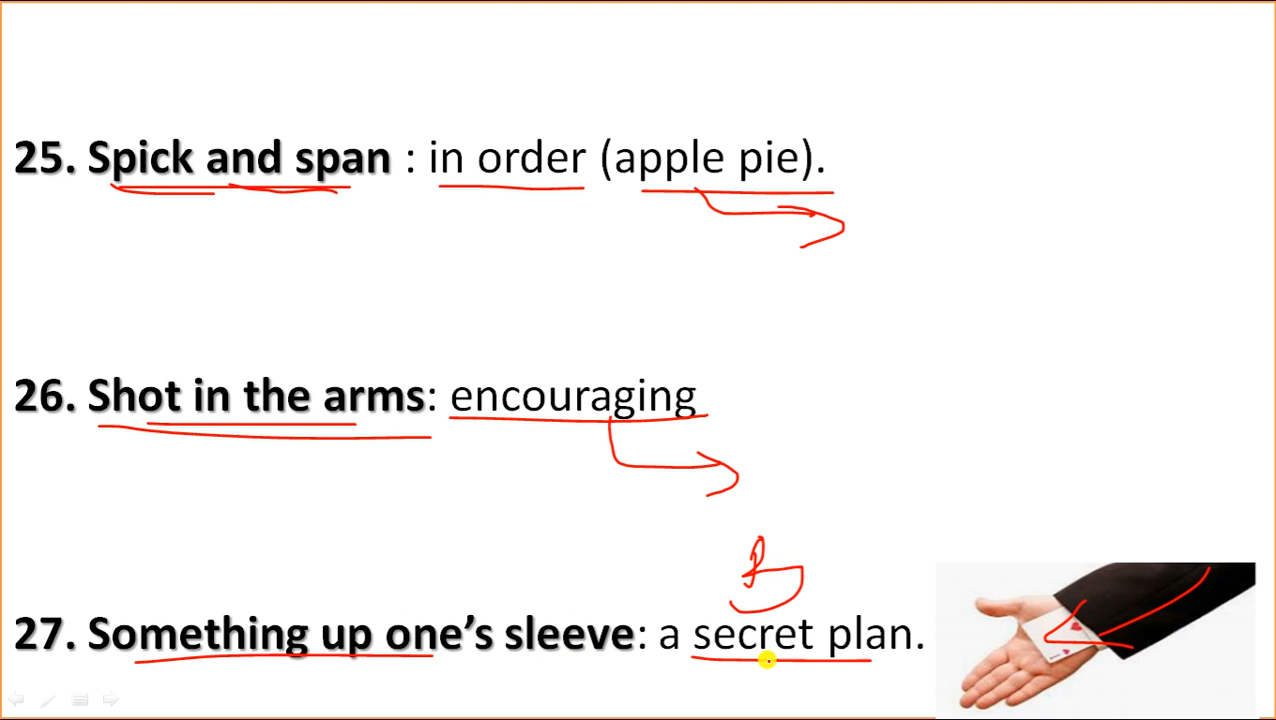 25. Spick and span : in order (apple pie).
26. Shot in the arms: encouraging
27. Something up one’s sleeve: a secret plan.